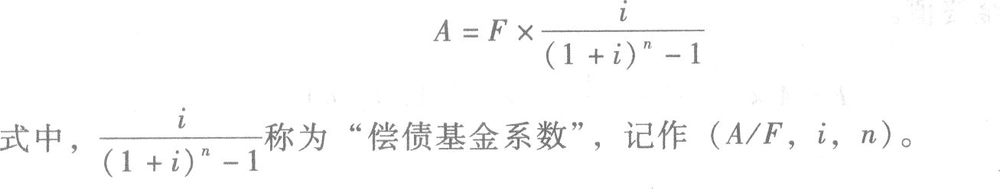 A = F × i / ((1 + i)^n − 1)
式中，i / ((1 + i)^n − 1) 称为“偿债基金系数”，记作（A/F，i，n）。